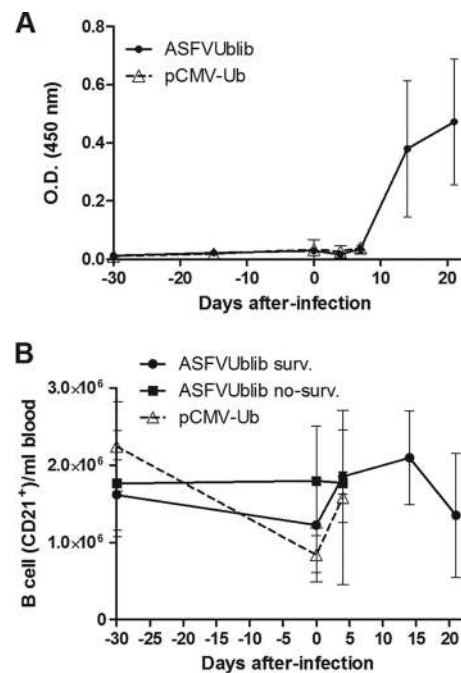 A
ASFVUblib
pCMV-Ub
O.D. (450 nm)
0.8
0.6
0.4
0.2
0.0
-30 -20 -10 0 10 20
Days after-infection
B
ASFVUblib surv.
ASFVUblib no-surv.
pCMV-Ub
B cell (CD21⁺)/ml blood
3.0×10⁶
2.0×10⁶
1.0×10⁶
0
-30 -25 -20 -15 -10 -5 0 5 10 15 20
Days after-infection